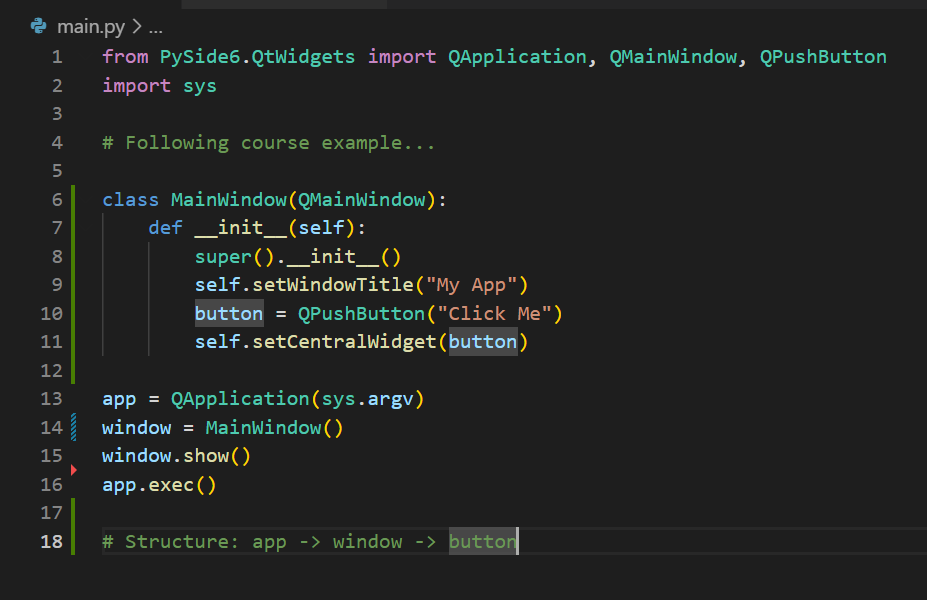 main.py > ...
1 from PySide6.QtWidgets import QApplication, QMainWindow, QPushButton
2 import sys
3
4 # Following course example...
5
6 class MainWindow(QMainWindow):
7     def __init__(self):
8         super().__init__()
9         self.setWindowTitle("My App")
10         button = QPushButton("Click Me")
11         self.setCentralWidget(button)
12
13 app = QApplication(sys.argv)
14 window = MainWindow()
15 window.show()
16 app.exec()
17
18 # Structure: app -> window -> button